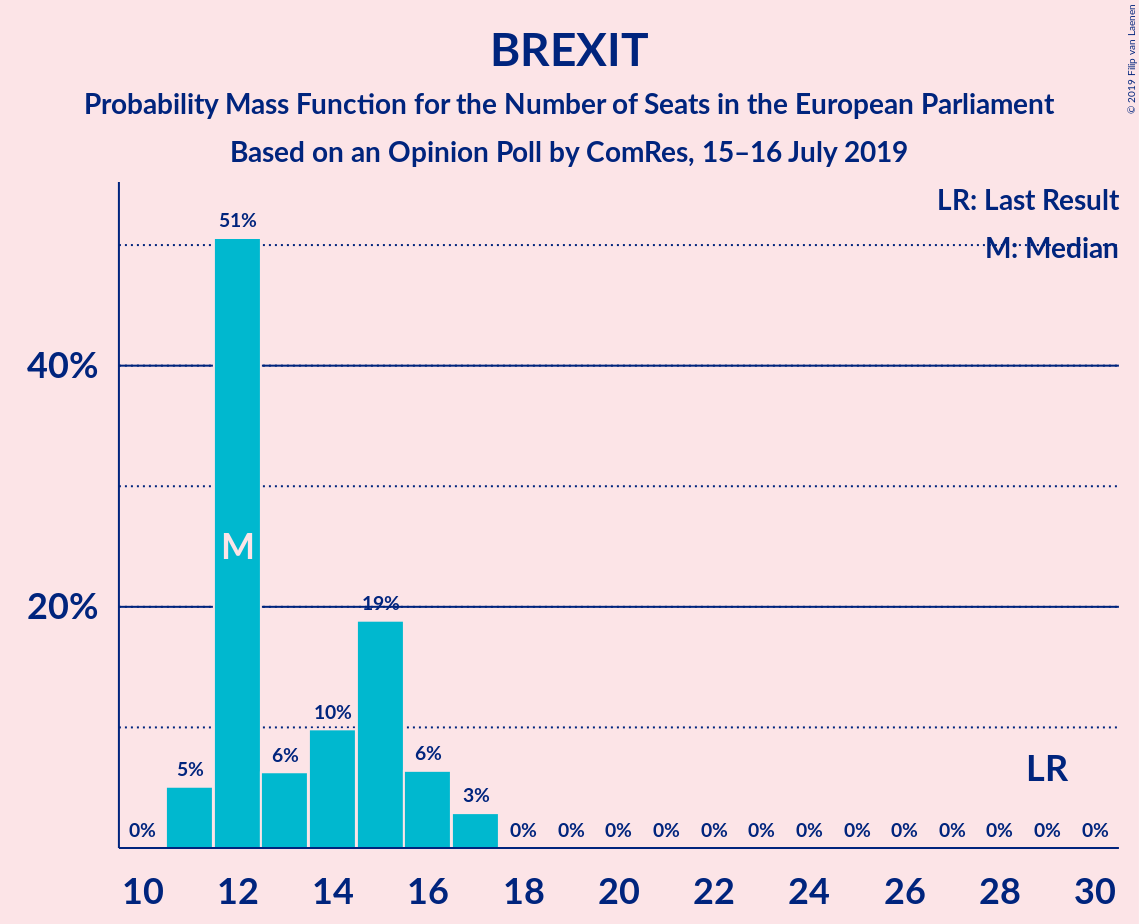 BREXIT
Probability Mass Function for the Number of Seats in the European Parliament
Based on an Opinion Poll by ComRes, 15–16 July 2019
© 2019 Filip van Laenen
LR: Last Result
M: Median
40%
20%
0% 5% 51% 6% 10% 19% 6% 3% 0% 0% 0% 0% 0% 0% 0% 0% 0% 0% 0% 0% 0%
M
LR
10 12 14 16 18 20 22 24 26 28 30